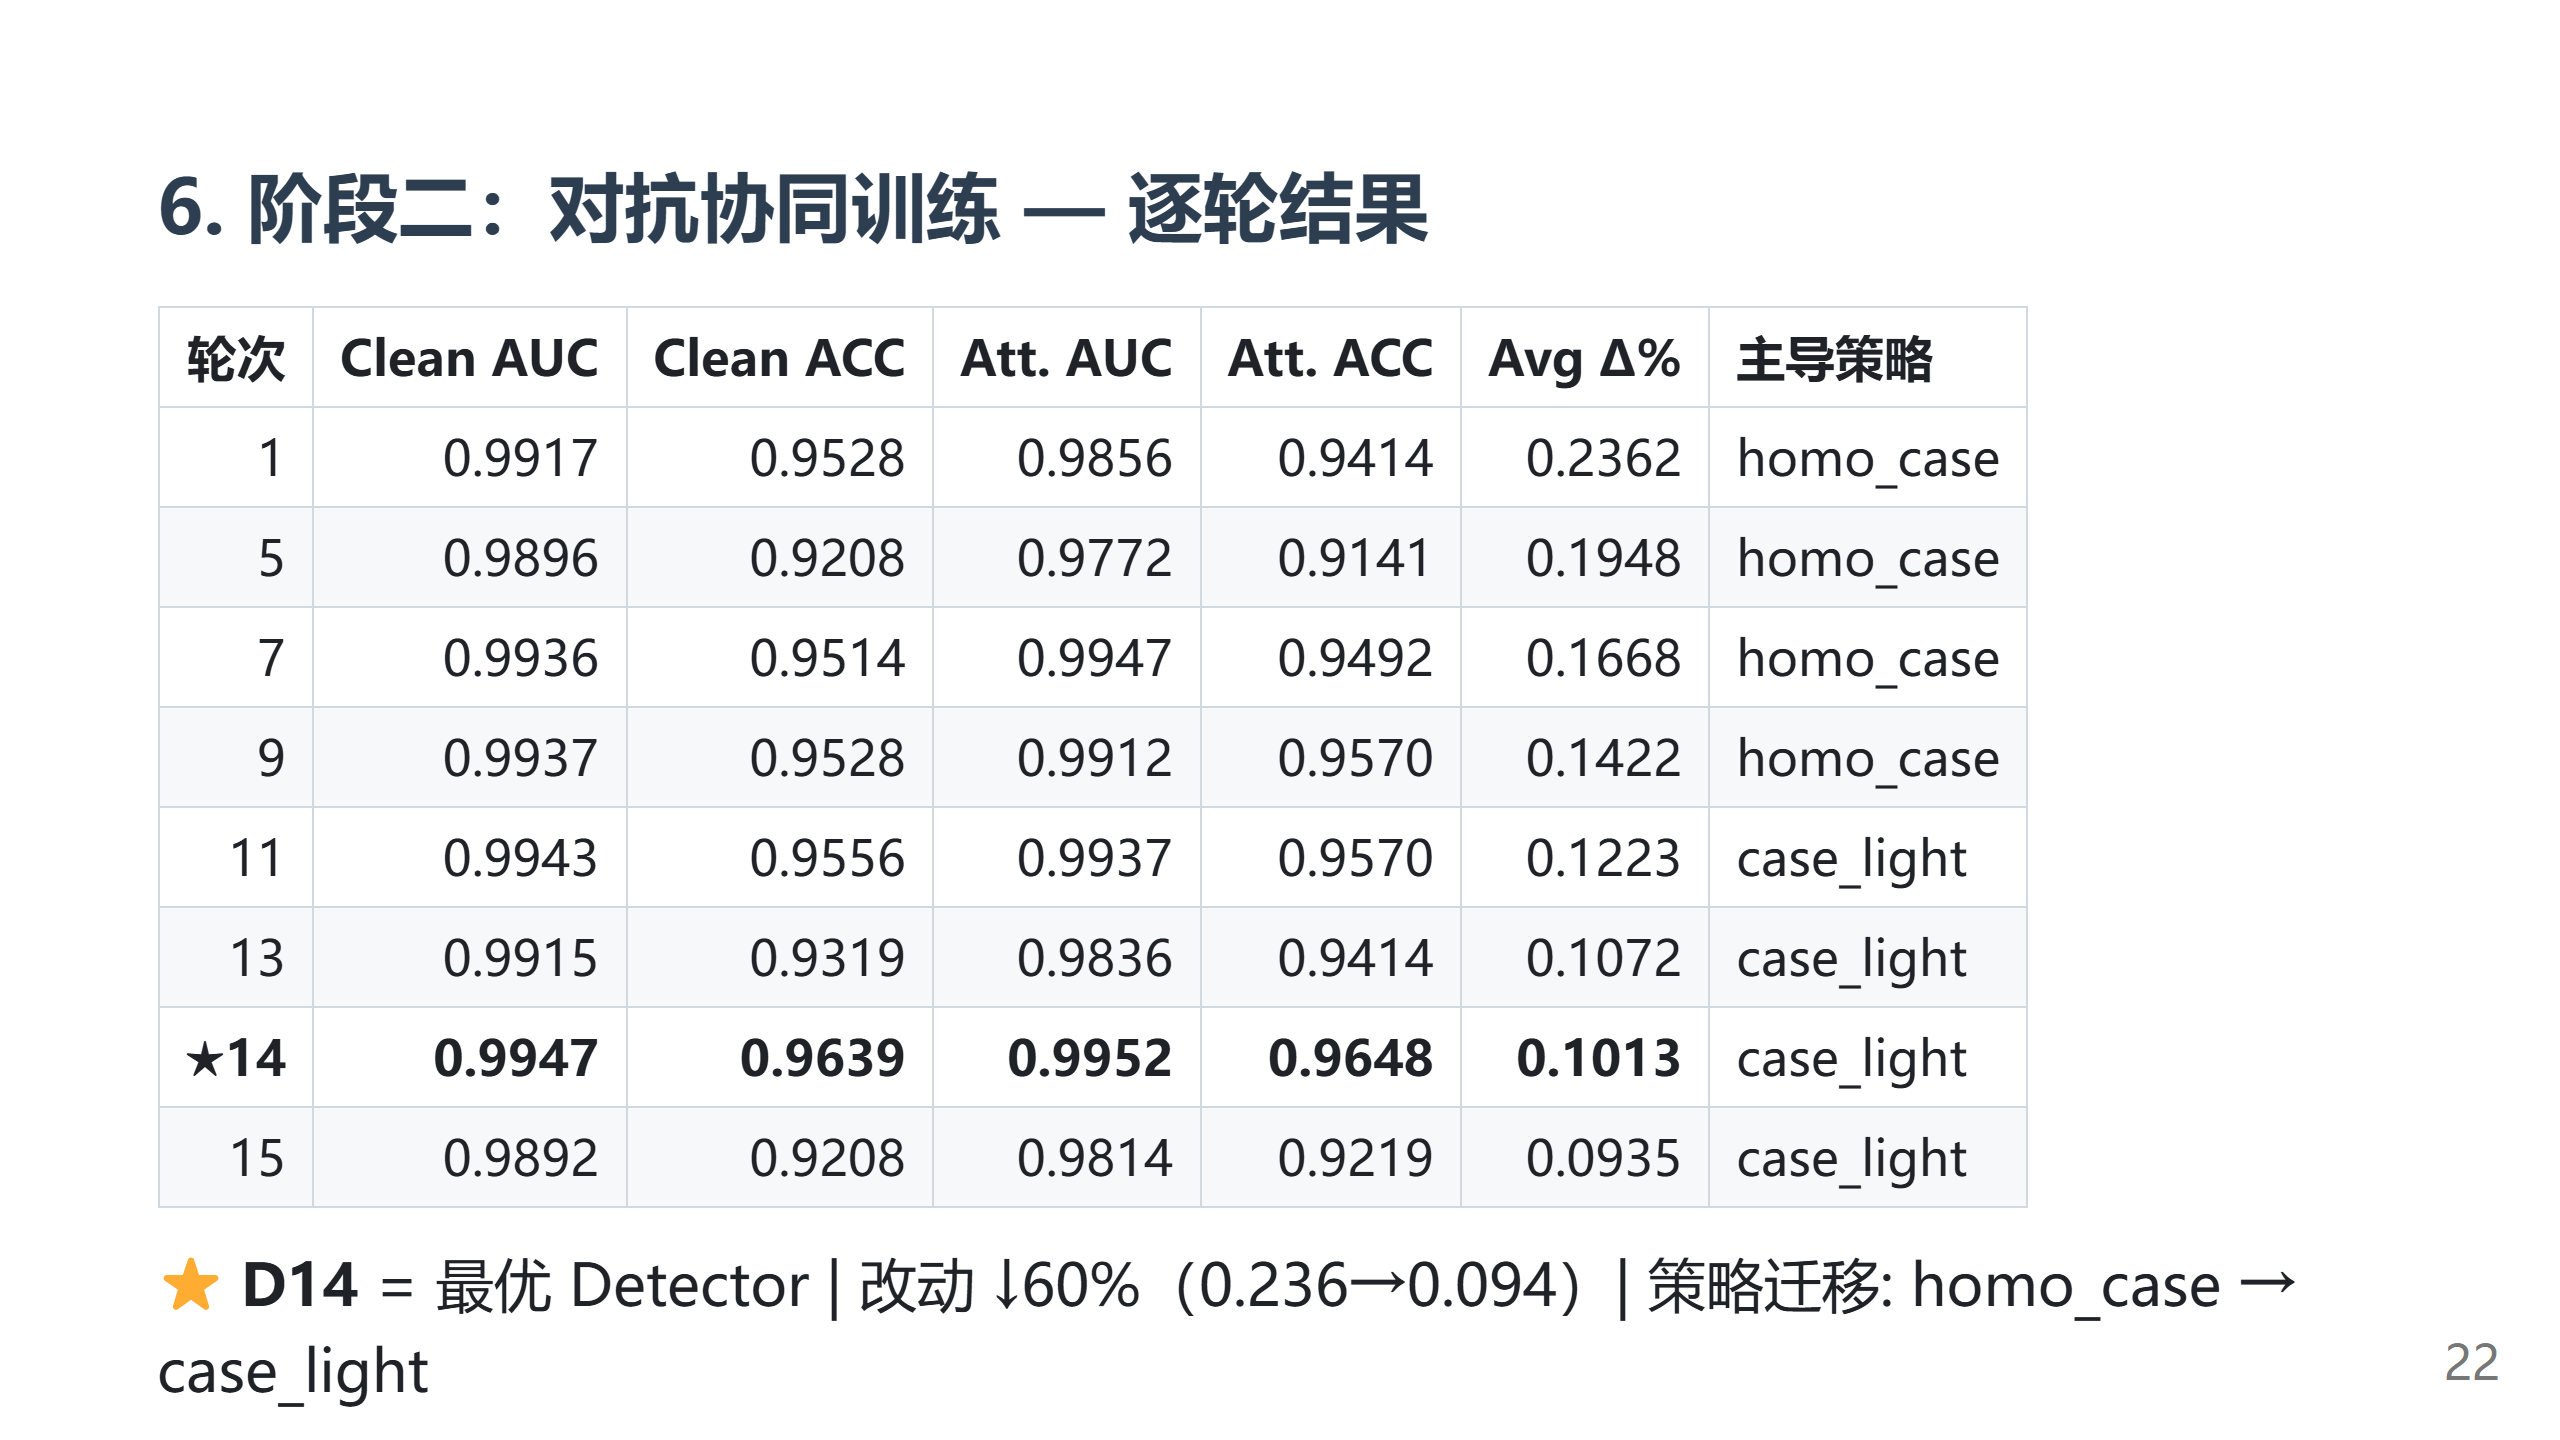 6. 阶段二：对抗协同训练 — 逐轮结果
轮次 Clean AUC Clean ACC Att. AUC Att. ACC Avg Δ% 主导策略
1 0.9917 0.9528 0.9856 0.9414 0.2362 homo_case
5 0.9896 0.9208 0.9772 0.9141 0.1948 homo_case
7 0.9936 0.9514 0.9947 0.9492 0.1668 homo_case
9 0.9937 0.9528 0.9912 0.9570 0.1422 homo_case
11 0.9943 0.9556 0.9937 0.9570 0.1223 case_light
13 0.9915 0.9319 0.9836 0.9414 0.1072 case_light
★14 0.9947 0.9639 0.9952 0.9648 0.1013 case_light
15 0.9892 0.9208 0.9814 0.9219 0.0935 case_light
⭐ D14 = 最优 Detector | 改动 ↓60%（0.236→0.094）| 策略迁移: homo_case →
case_light
22